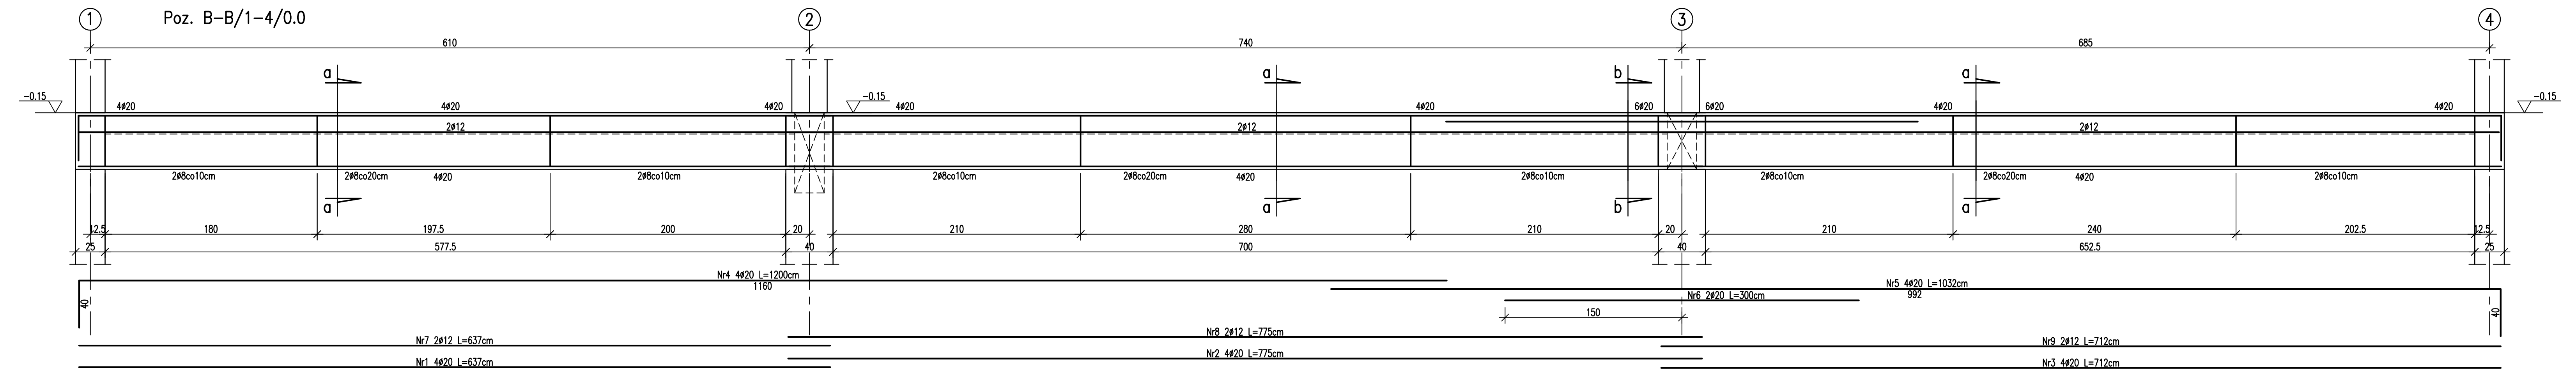 1 Poz. B-B/1-4/0.0 2 3 4
610 740 685
a a b a
-0.15 4ø20 4ø20 4ø20 -0.15 4ø20 4ø20 6ø20 6ø20 4ø20 4ø20 -0.15
2ø12 2ø12 2ø12
2ø8co10cm 2ø8co20cm 4ø20 2ø8co10cm 2ø8co10cm 2ø8co20cm 4ø20 2ø8co10cm 2ø8co10cm 2ø8co20cm 4ø20 2ø8co10cm
a a b a
12.5 180 197.5 200 20 210 280 210 20 210 240 202.5 12.5
25 577.5 40 700 40 652.5 25
Nr4 4ø20 L=1200cm
1160
40
Nr5 4ø20 L=1032cm
992
40
Nr6 2ø20 L=300cm
150
Nr8 2ø12 L=775cm
Nr7 2ø12 L=637cm
Nr9 2ø12 L=712cm
Nr2 4ø20 L=775cm
Nr1 4ø20 L=637cm
Nr3 4ø20 L=712cm